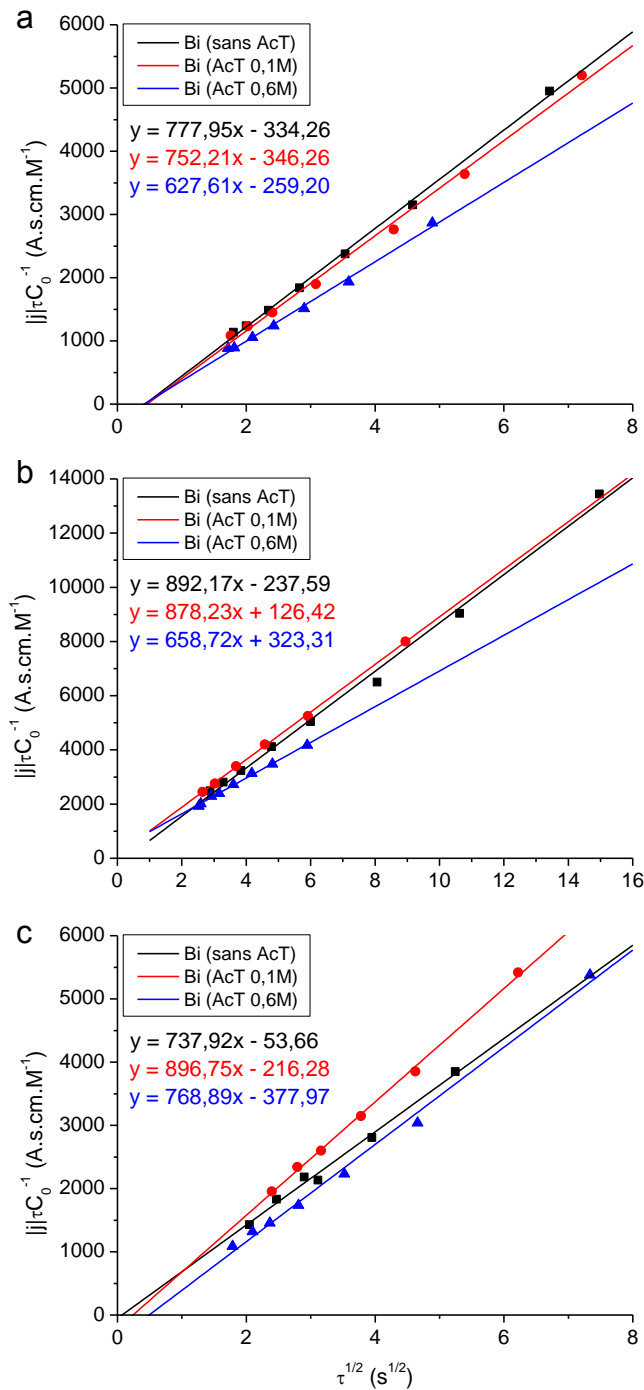 a
6000
5000
4000
3000
2000
1000
0
|j|τC₀⁻¹ (A.s.cm.M⁻¹)
Bi (sans AcT)
Bi (AcT 0,1M)
Bi (AcT 0,6M)
y = 777,95x - 334,26
y = 752,21x - 346,26
y = 627,61x - 259,20
0 2 4 6 8
b
14000
12000
10000
8000
6000
4000
2000
0
|j|τC₀⁻¹ (A.s.cm.M⁻¹)
Bi (sans AcT)
Bi (AcT 0,1M)
Bi (AcT 0,6M)
y = 892,17x - 237,59
y = 878,23x + 126,42
y = 658,72x + 323,31
0 2 4 6 8 10 12 14 16
c
6000
5000
4000
3000
2000
1000
0
|j|τC₀⁻¹ (A.s.cm.M⁻¹)
Bi (sans AcT)
Bi (AcT 0,1M)
Bi (AcT 0,6M)
y = 737,92x - 53,66
y = 896,75x - 216,28
y = 768,89x - 377,97
0 2 4 6 8
τ¹ᐟ² (s¹ᐟ²)